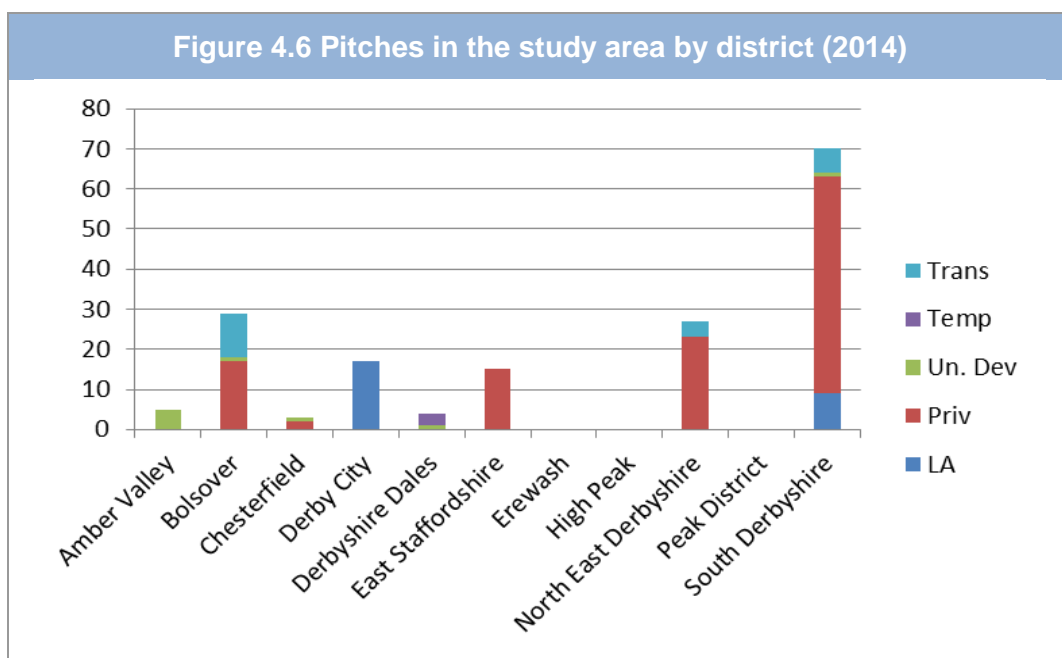 Figure 4.6 Pitches in the study area by district (2014)
80
70
60
50
40
30
20
10
0
Amber Valley
Bolsover
Chesterfield
Derby City
Derbyshire Dales
East Staffordshire
Erewash
High Peak
North East Derbyshire
Peak District
South Derbyshire
Trans
Temp
Un. Dev
Priv
LA